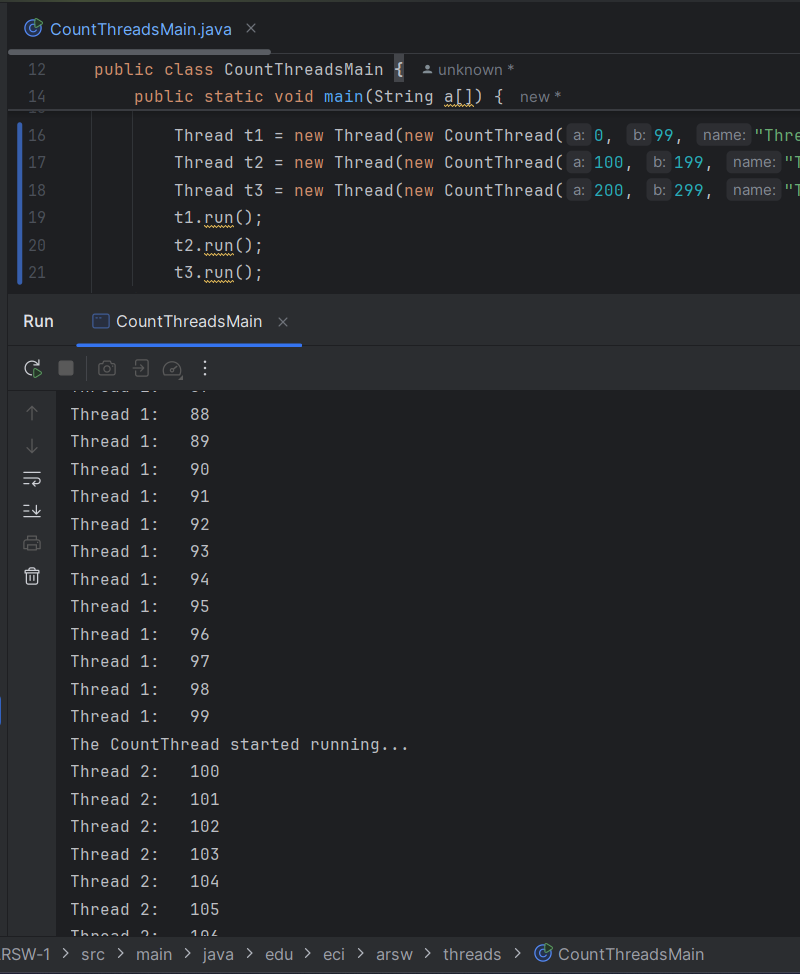 CountThreadsMain.java
12 public class CountThreadsMain { unknown *
14 public static void main(String a[]) { new *
16 Thread t1 = new Thread(new CountThread( a: 0, b: 99, name: "Thre
17 Thread t2 = new Thread(new CountThread( a: 100, b: 199, name: "T
18 Thread t3 = new Thread(new CountThread( a: 200, b: 299, name: "T
19 t1.run();
20 t2.run();
21 t3.run();
Run CountThreadsMain
Thread 1: 88
Thread 1: 89
Thread 1: 90
Thread 1: 91
Thread 1: 92
Thread 1: 93
Thread 1: 94
Thread 1: 95
Thread 1: 96
Thread 1: 97
Thread 1: 98
Thread 1: 99
The CountThread started running...
Thread 2: 100
Thread 2: 101
Thread 2: 102
Thread 2: 103
Thread 2: 104
Thread 2: 105
Thread 2: 106
RSW-1 > src > main > java > edu > eci > arsw > threads > CountThreadsMain